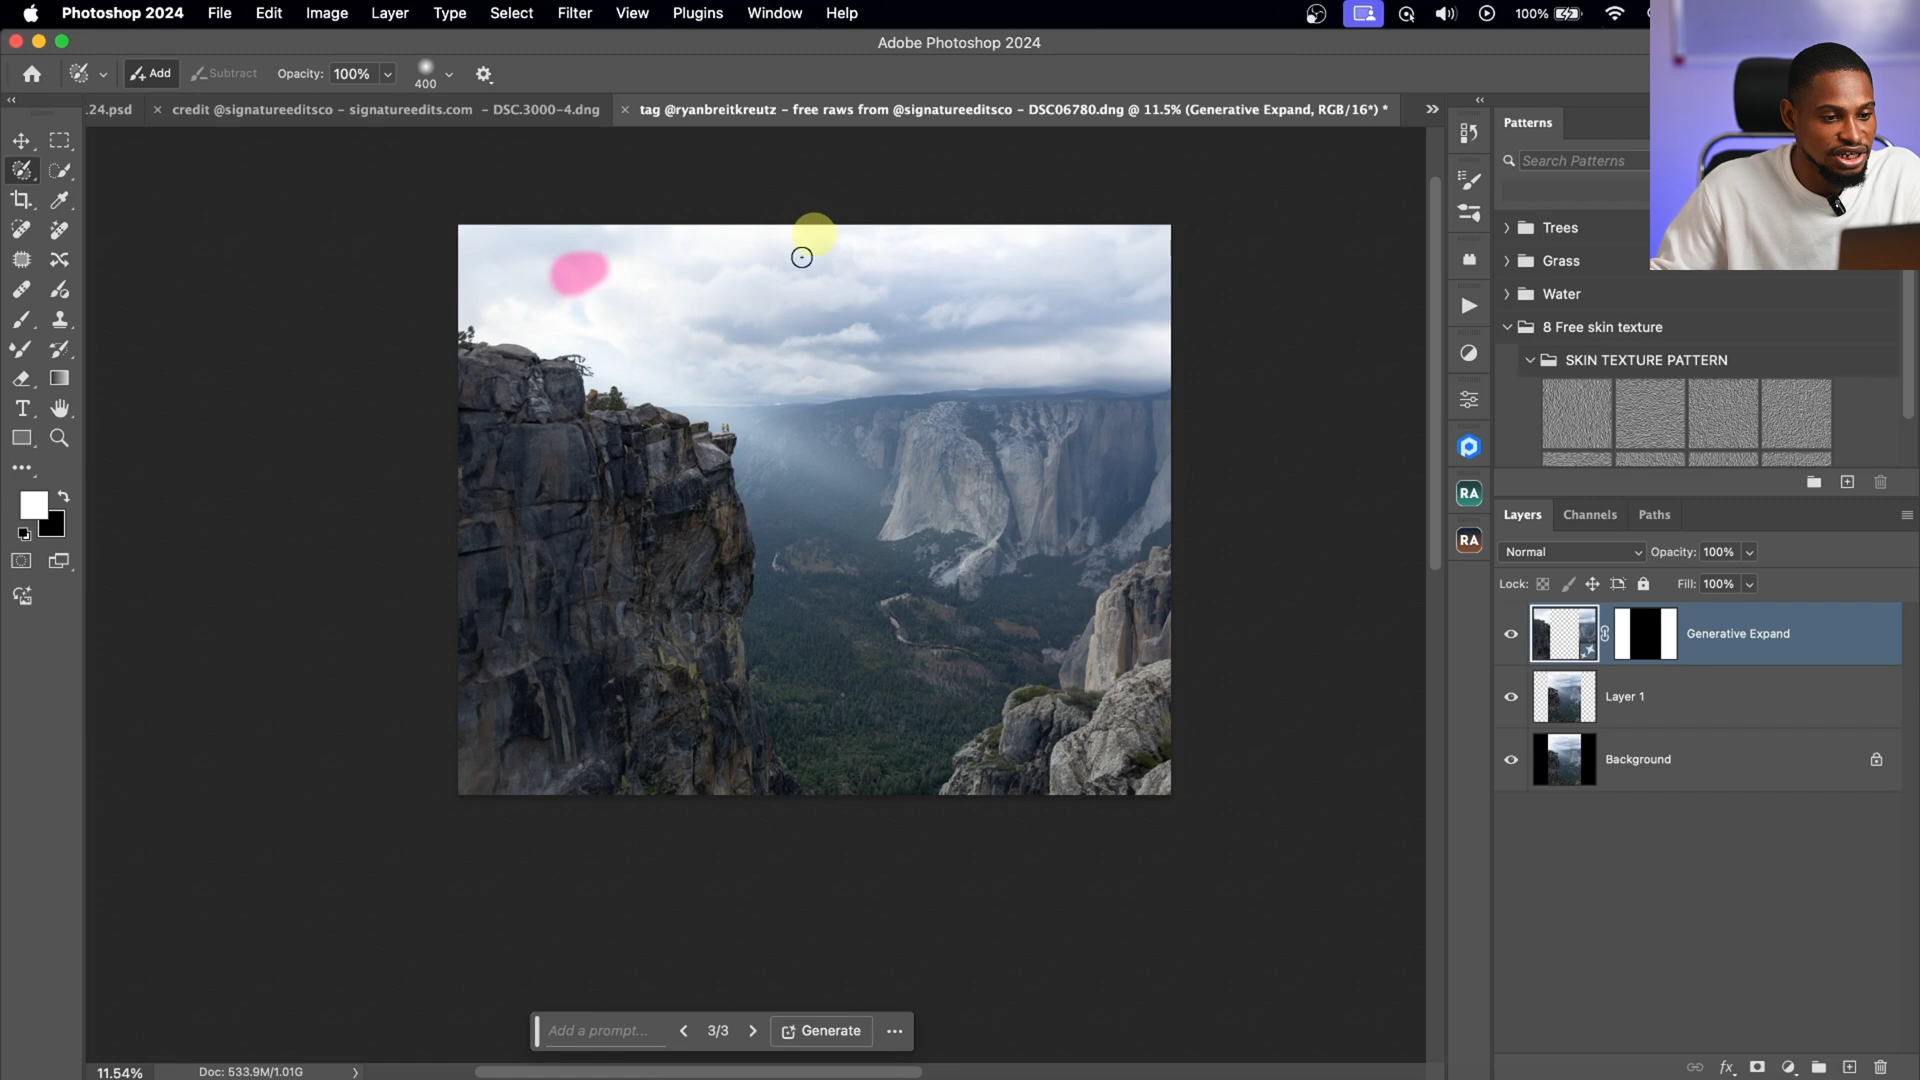 Photoshop 2024 File Edit Image Layer Type Select Filter View Plugins Window Help 100%
Adobe Photoshop 2024
Add Subtract Opacity: 100% 400
.24.psd × credit @signatureeditsco – signatureedits.com – DSC.3000-4.dng × tag @ryanbreitkreutz – free raws from @signatureeditsco – DSC06780.dng @ 11.5% (Generative Expand, RGB/16*) *
Patterns
Search Patterns
Trees
Grass
Water
8 Free skin texture
SKIN TEXTURE PATTERN
RA
RA
Layers Channels Paths
Normal Opacity: 100%
Lock: Fill: 100%
Generative Expand
Layer 1
Background
Add a prompt... 3/3 Generate
11.54% Doc: 533.9M/1.01G
fx